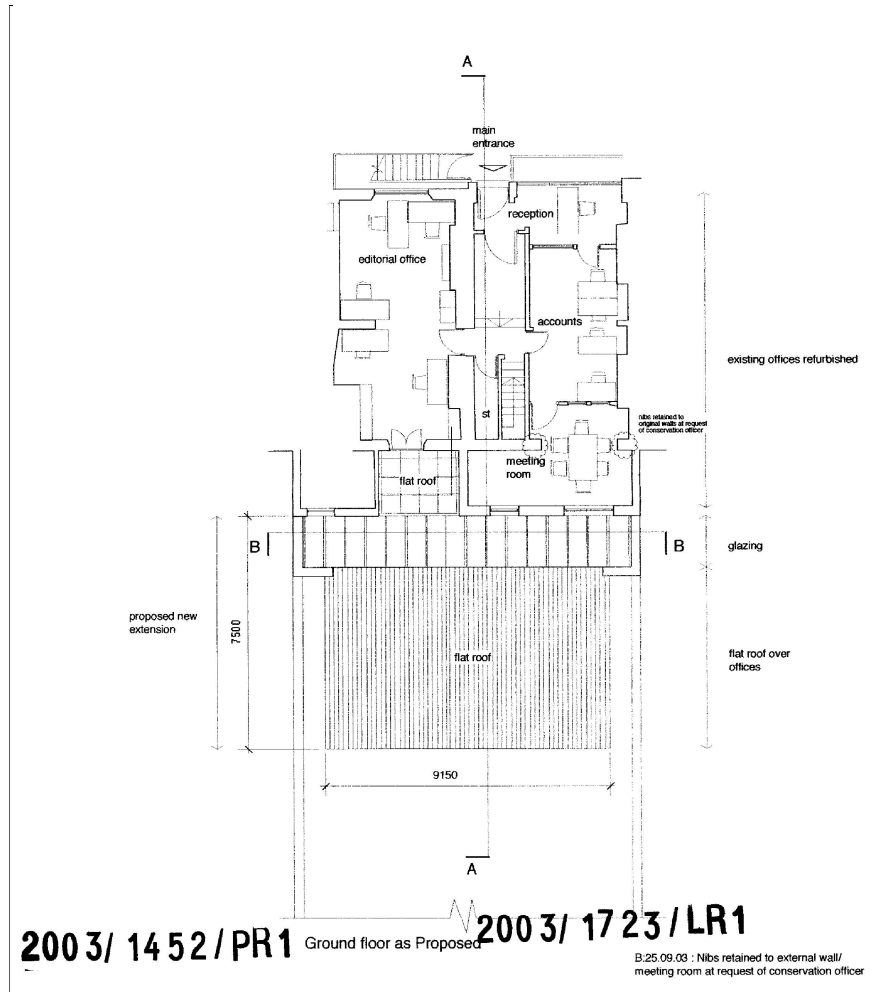 A
main
entrance
reception
editorial office
accounts
existing offices refurbished
nibs retained to
original walls at request
of conservation officer
st
meeting
room
flat roof
B
B
glazing
proposed new
extension
7500
flat roof
flat roof over
offices
9150
A
2003/1452/PR1
Ground floor as Proposed
2003/1723/LR1
B:25.09.03 : Nibs retained to external wall/
meeting room at request of conservation officer